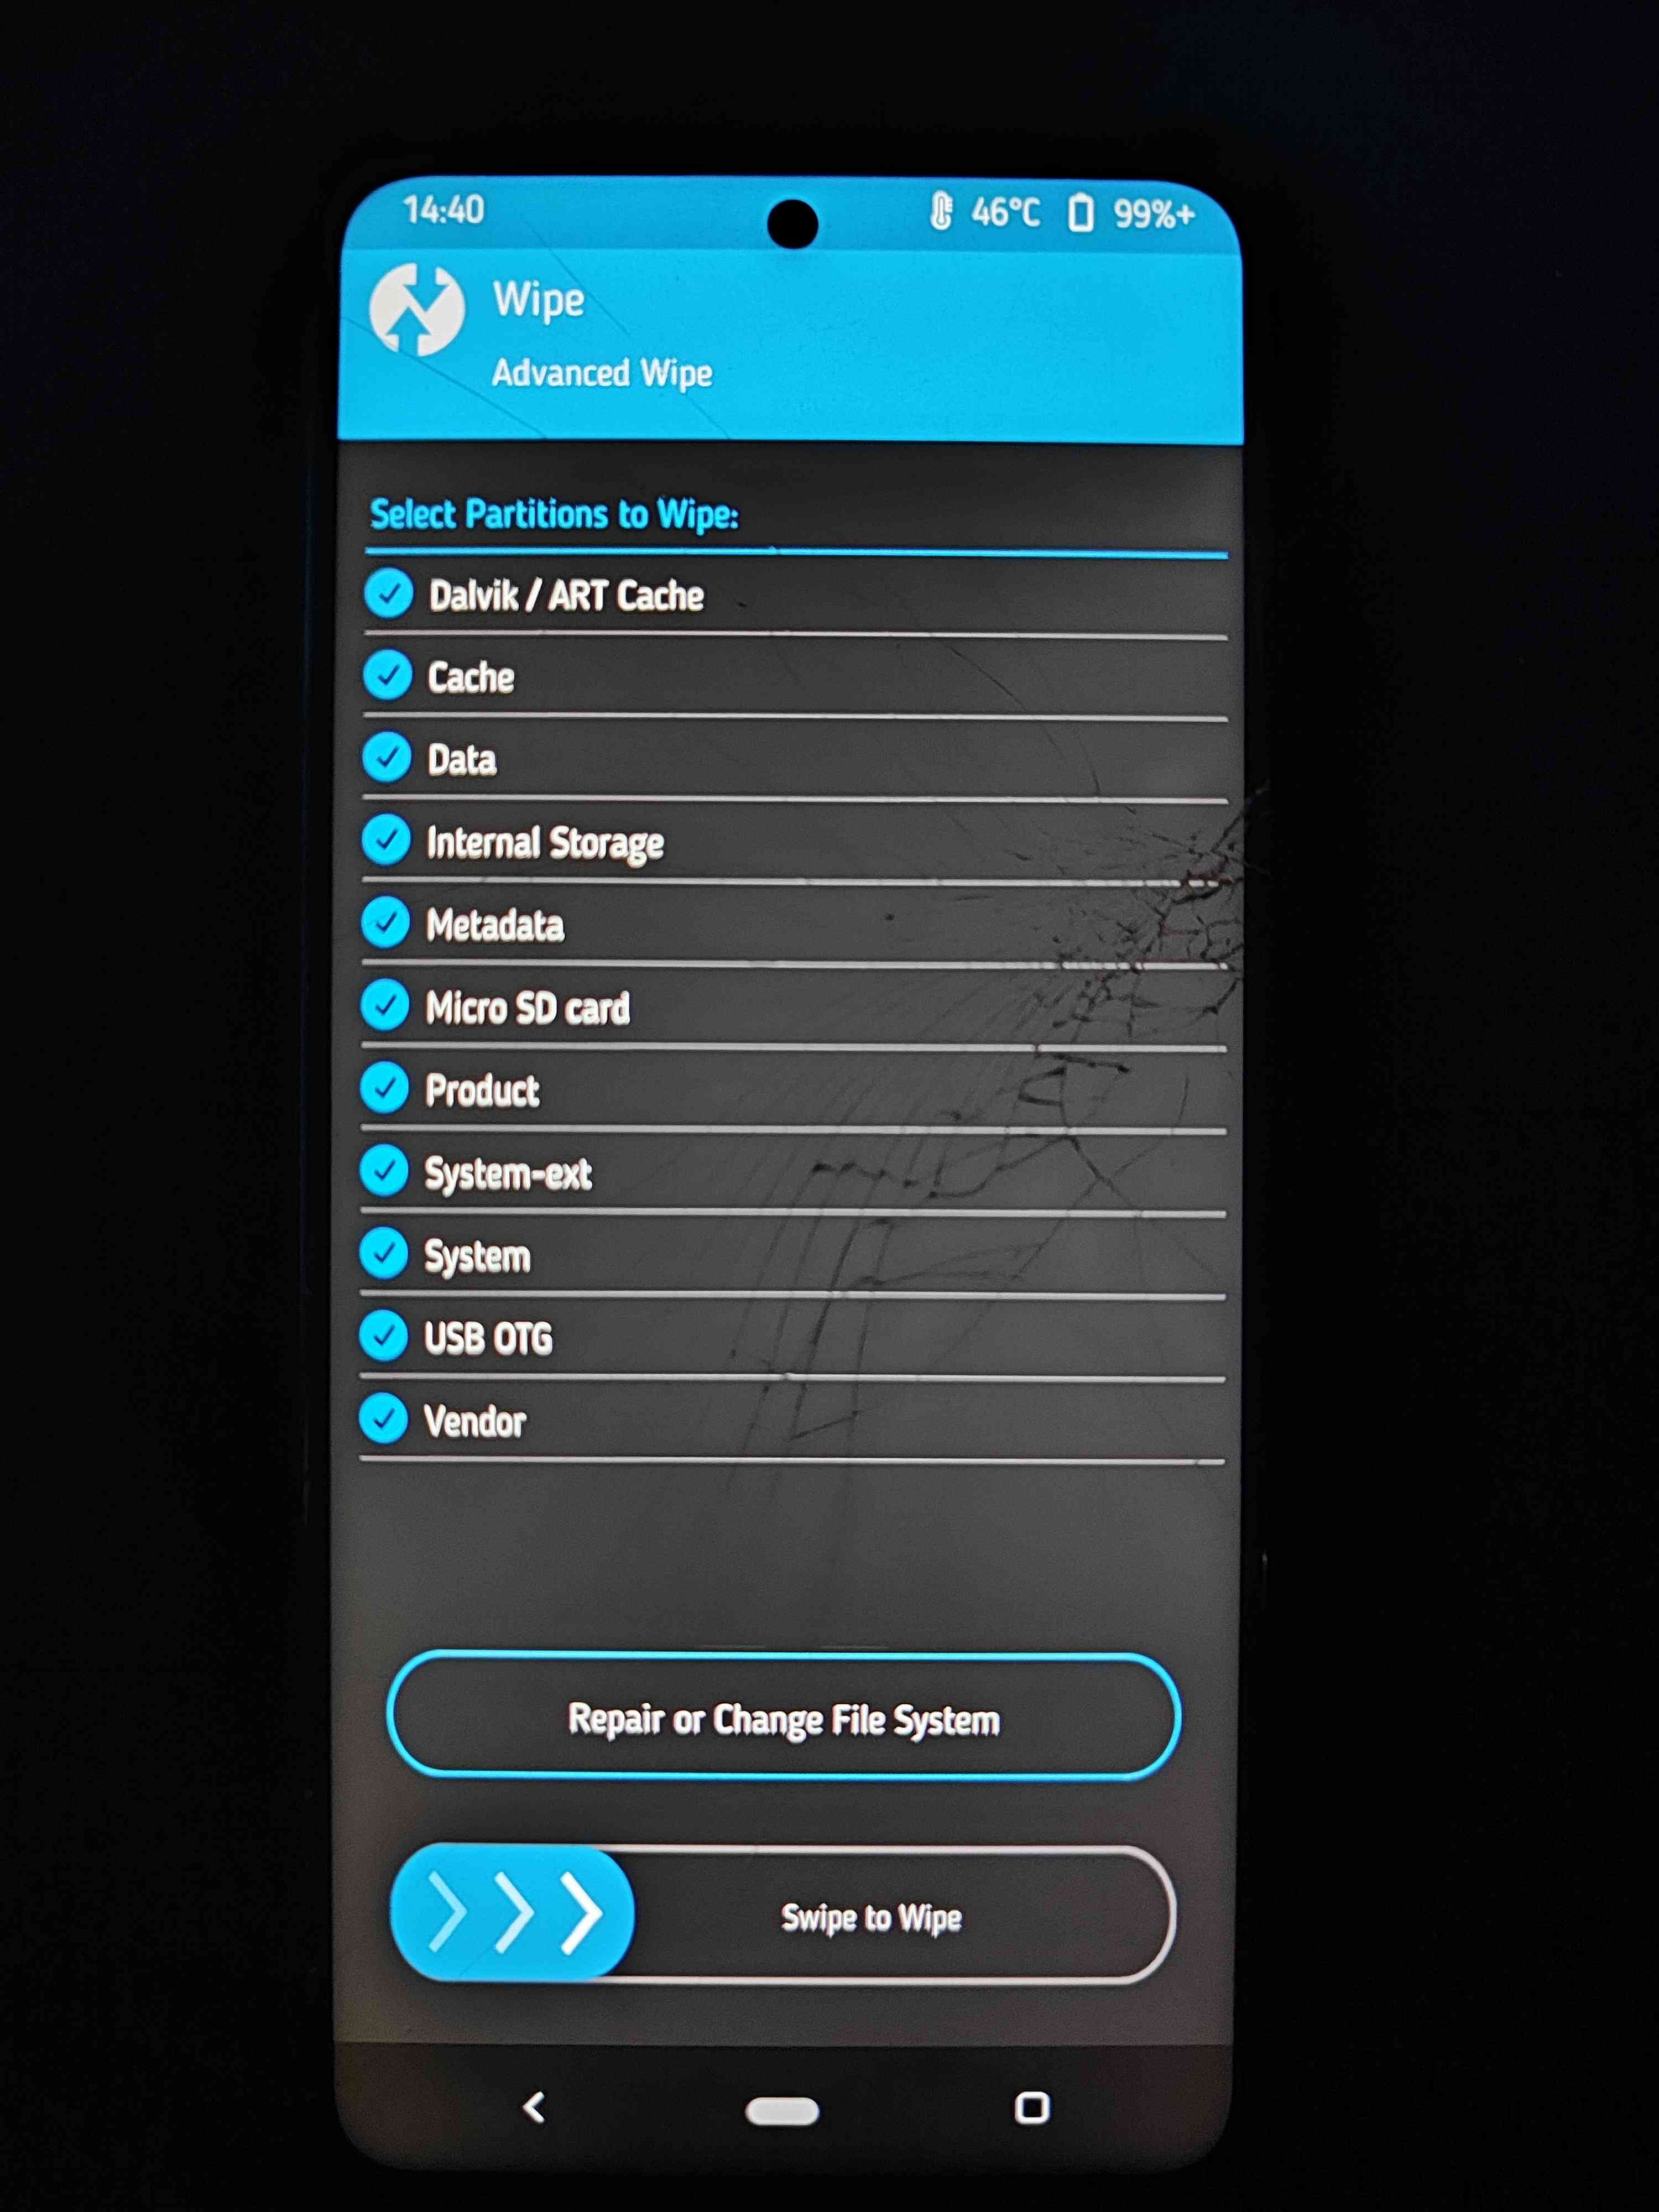 14:40 46°C 99%+
Wipe
Advanced Wipe
Select Partitions to Wipe:
Dalvik / ART Cache
Cache
Data
Internal Storage
Metadata
Micro SD card
Product
System-ext
System
USB OTG
Vendor
Repair or Change File System
Swipe to Wipe